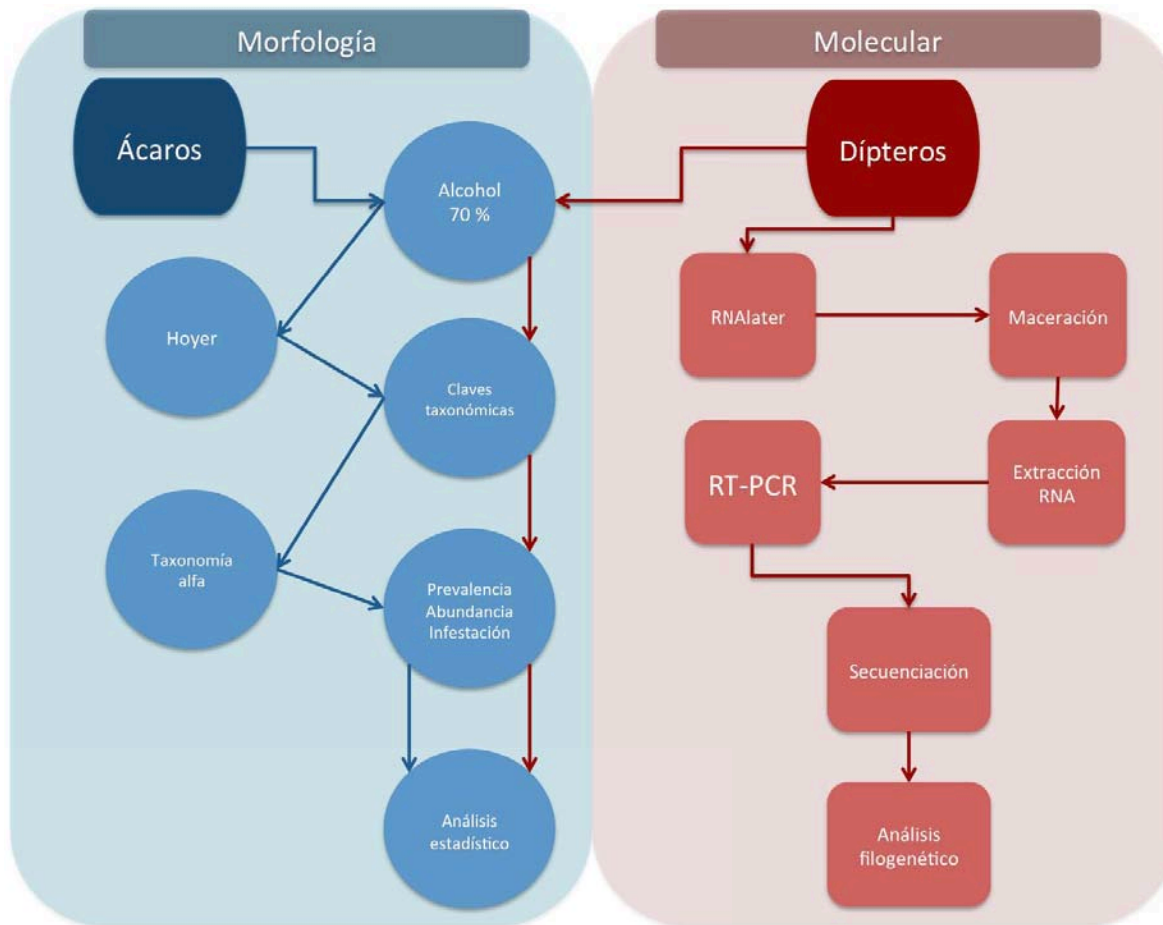 Morfología
Ácaros
Alcohol
70 %
Hoyer
Claves
taxonómicas
Taxonomía
alfa
Prevalencia
Abundancia
Infestación
Análisis
estadístico
Molecular
Dípteros
RNAlater
Maceración
RT-PCR
Extracción
RNA
Secuenciación
Análisis
filogenético